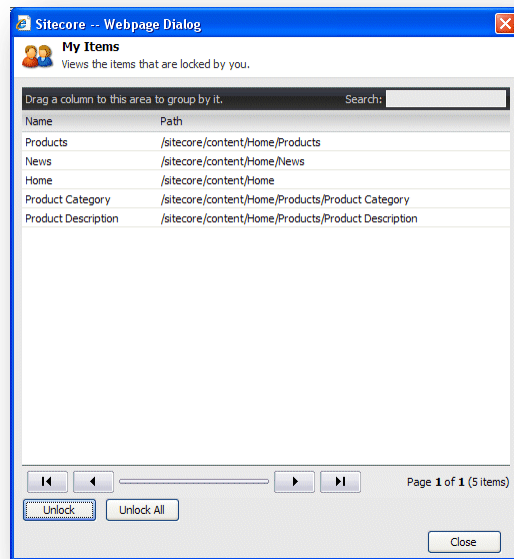 Sitecore -- Webpage Dialog
My Items
Views the items that are locked by you.
Drag a column to this area to group by it. Search:
Name Path
Products /sitecore/content/Home/Products
News /sitecore/content/Home/News
Home /sitecore/content/Home
Product Category /sitecore/content/Home/Products/Product Category
Product Description /sitecore/content/Home/Products/Product Description
Page 1 of 1 (5 items)
Unlock Unlock All
Close